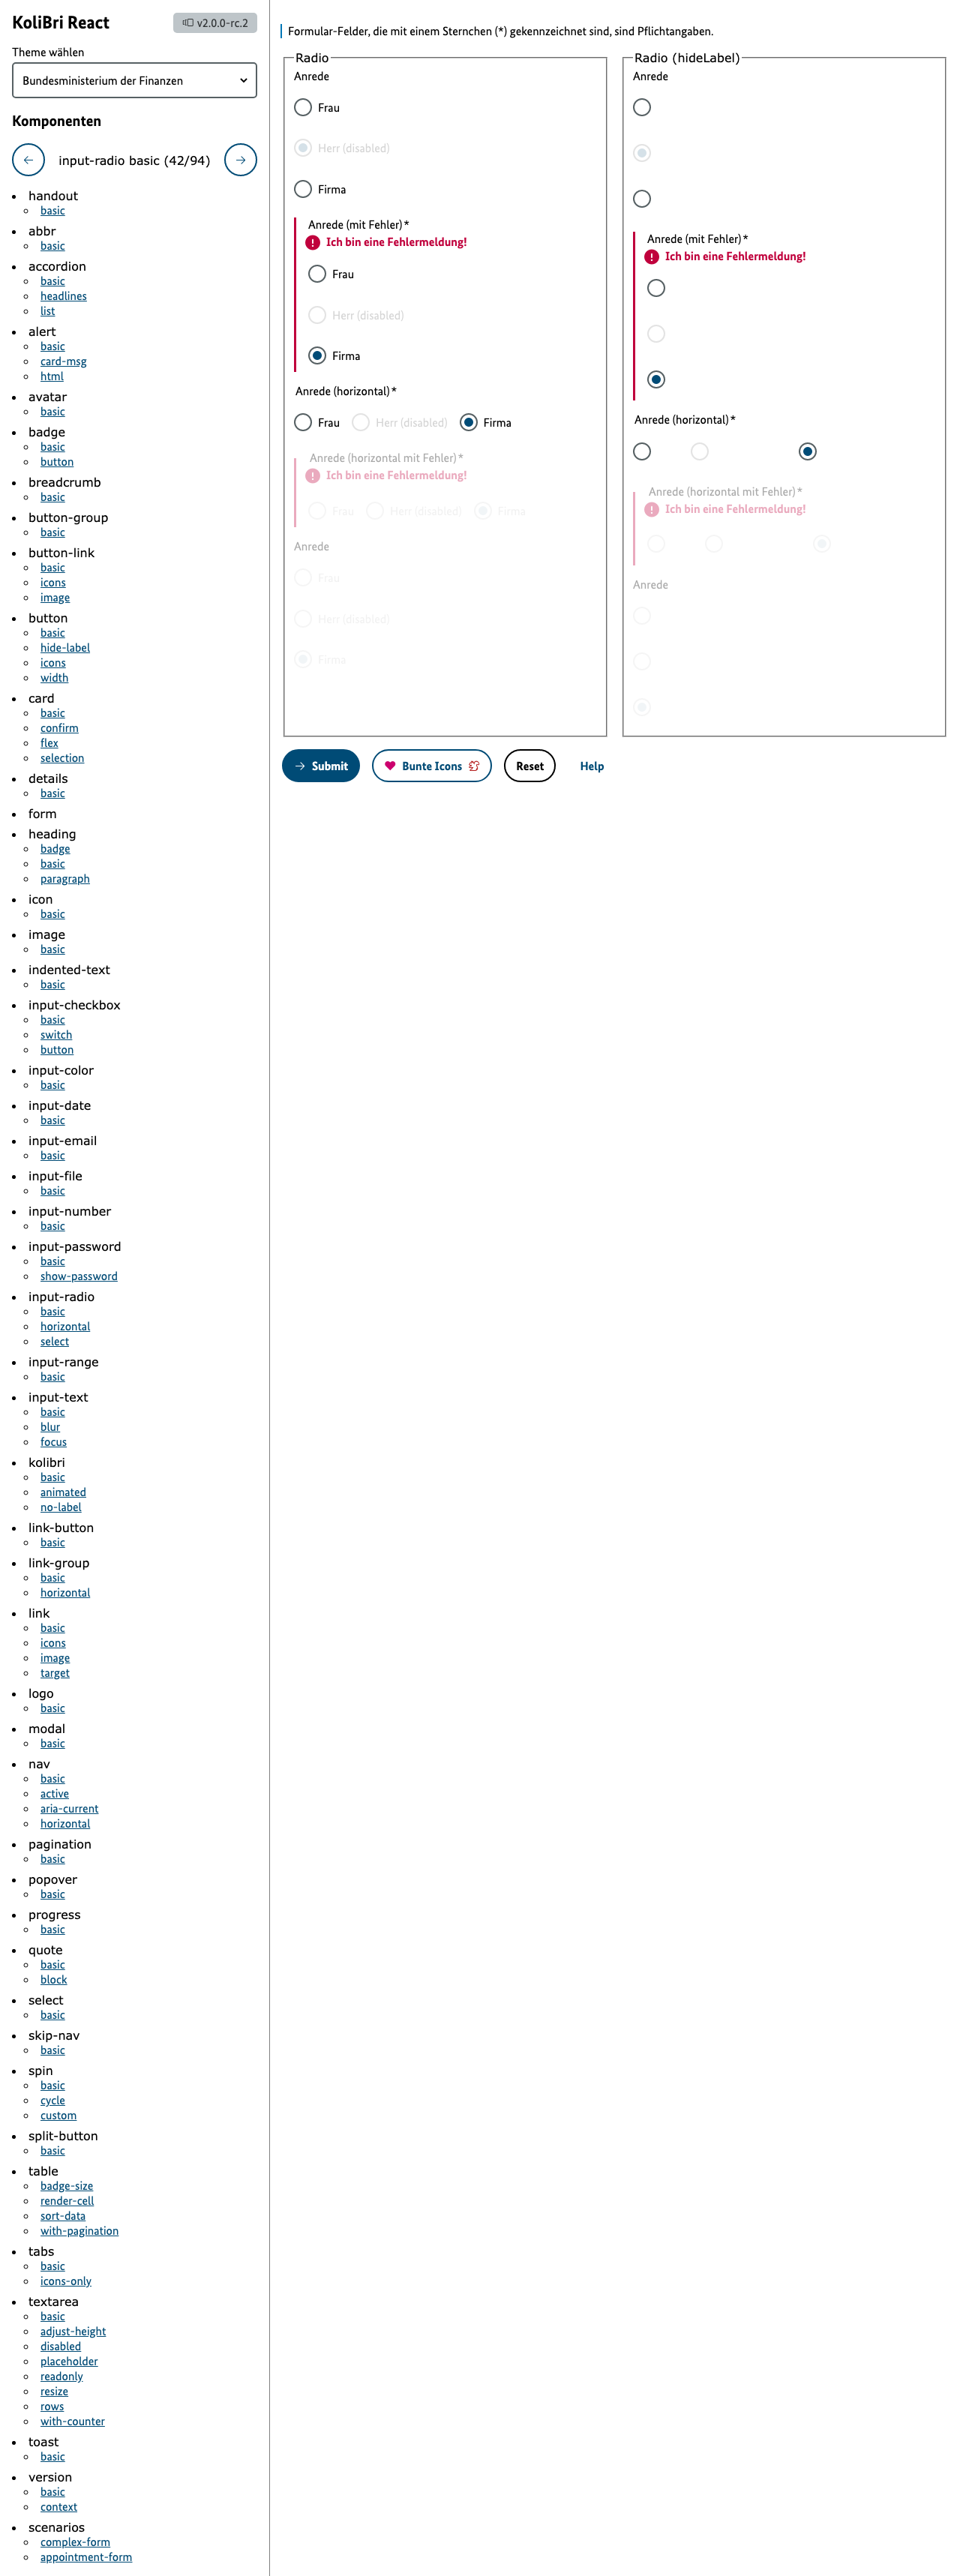 KoliBri React
v2.0.0-rc.2
Theme wählen
Bundesministerium der Finanzen
Komponenten
input-radio basic (42/94)
handout
basic
abbr
basic
accordion
basic
headlines
list
alert
basic
card-msg
html
avatar
basic
badge
basic
button
breadcrumb
basic
button-group
basic
button-link
basic
icons
image
button
basic
hide-label
icons
width
card
basic
confirm
flex
selection
details
basic
form
heading
badge
basic
paragraph
icon
basic
image
basic
indented-text
basic
input-checkbox
basic
switch
button
input-color
basic
input-date
basic
input-email
basic
input-file
basic
input-number
basic
input-password
basic
show-password
input-radio
basic
horizontal
select
input-range
basic
input-text
basic
blur
focus
kolibri
basic
animated
no-label
link-button
basic
link-group
basic
horizontal
link
basic
icons
image
target
logo
basic
modal
basic
nav
basic
active
aria-current
horizontal
pagination
basic
popover
basic
progress
basic
quote
basic
block
select
basic
skip-nav
basic
spin
basic
cycle
custom
split-button
basic
table
badge-size
render-cell
sort-data
with-pagination
tabs
basic
icons-only
textarea
basic
adjust-height
disabled
placeholder
readonly
resize
rows
with-counter
toast
basic
version
basic
context
scenarios
complex-form
appointment-form
Formular-Felder, die mit einem Sternchen (*) gekennzeichnet sind, sind Pflichtangaben.
Radio
Anrede
Frau
Herr (disabled)
Firma
Anrede (mit Fehler)*
Ich bin eine Fehlermeldung!
Frau
Herr (disabled)
Firma
Anrede (horizontal)*
Frau Herr (disabled) Firma
Anrede (horizontal mit Fehler)*
Ich bin eine Fehlermeldung!
Frau Herr (disabled) Firma
Anrede
Frau
Herr (disabled)
Firma
Radio (hideLabel)
Anrede
Anrede (mit Fehler)*
Ich bin eine Fehlermeldung!
Anrede (horizontal)*
Anrede (horizontal mit Fehler)*
Ich bin eine Fehlermeldung!
Anrede
Submit Bunte Icons Reset Help